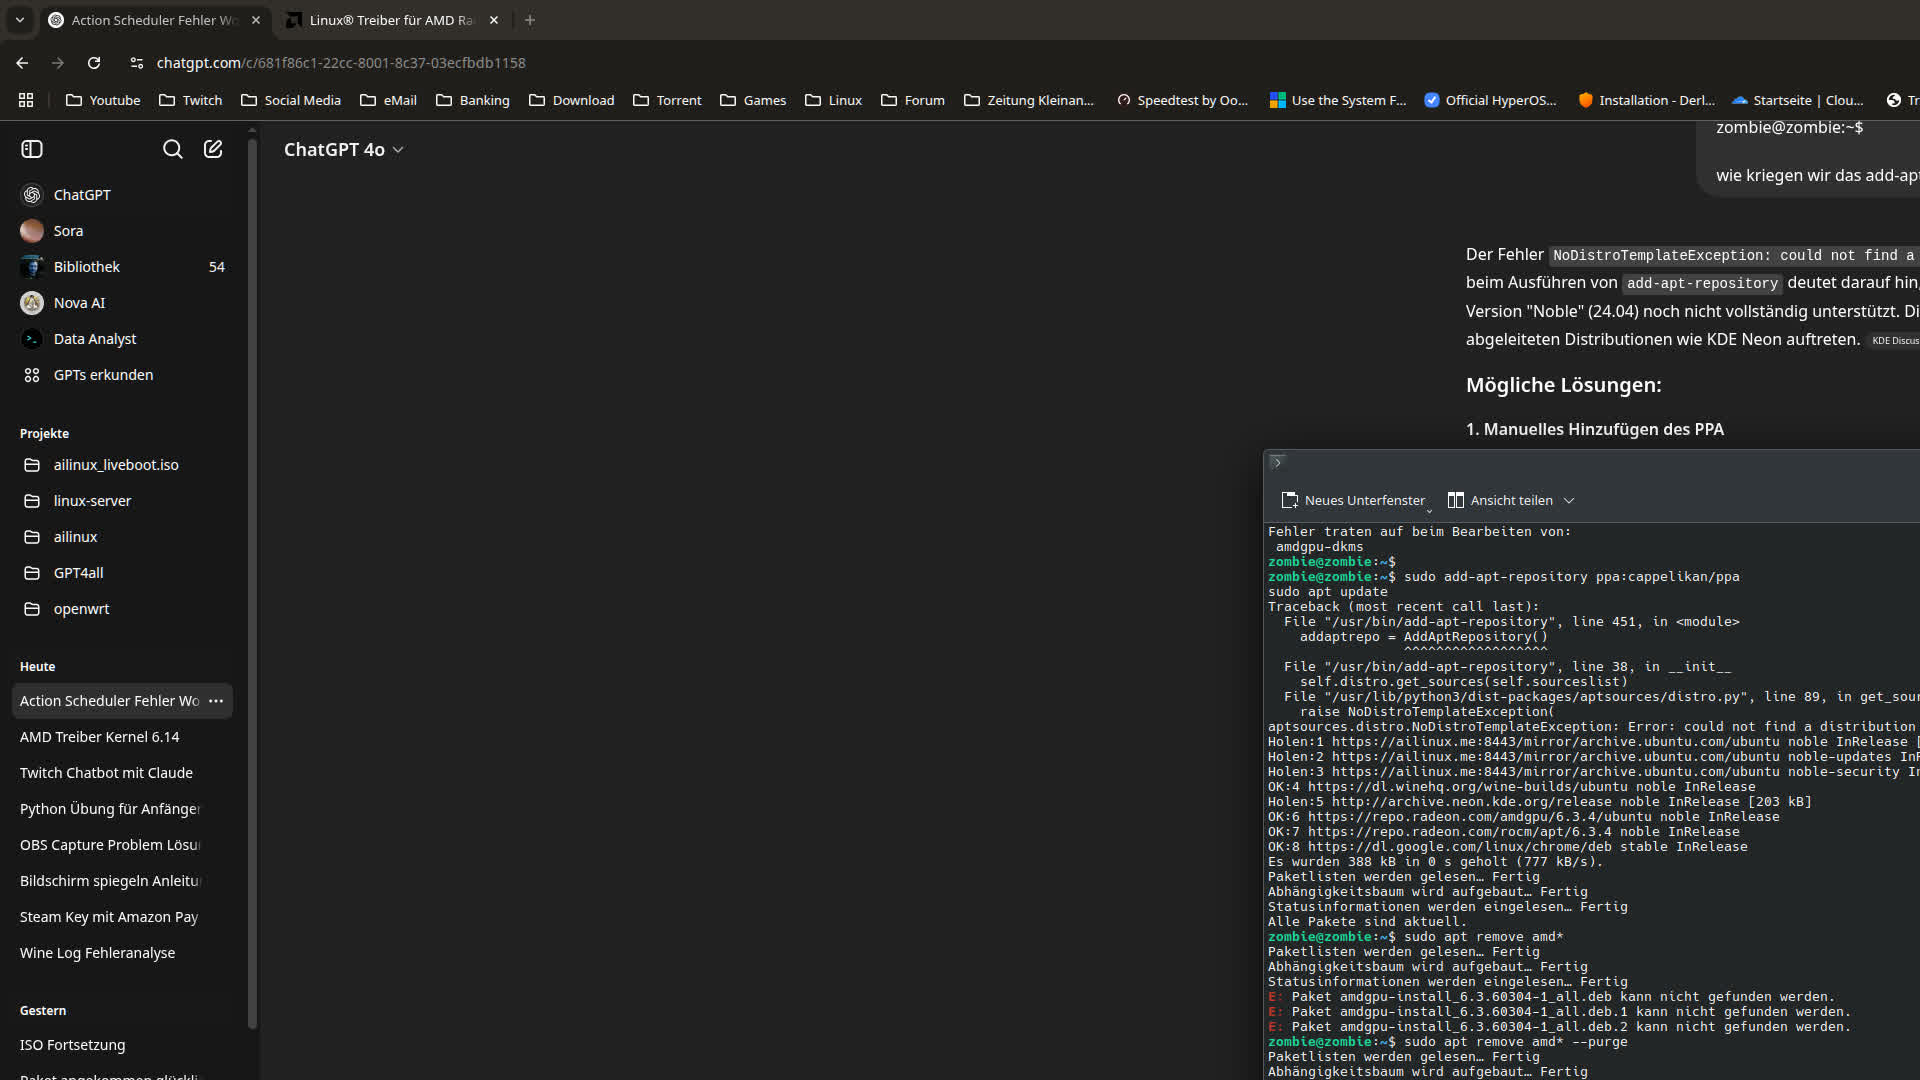 Action Scheduler Fehler Wo
Linux® Treiber für AMD Ra
chatgpt.com/c/681f86c1-22cc-8001-8c37-03ecfbdb1158
Youtube
Twitch
Social Media
eMail
Banking
Download
Torrent
Games
Linux
Forum
Zeitung Kleinan...
Speedtest by Oo...
Use the System F...
Official HyperOS...
Installation - Derl...
Startseite | Clou...
Tr
ChatGPT 4o
ChatGPT
Sora
Bibliothek 54
Nova AI
Data Analyst
GPTs erkunden
Projekte
ailinux_liveboot.iso
linux-server
ailinux
GPT4all
openwrt
Heute
Action Scheduler Fehler Wo
AMD Treiber Kernel 6.14
Twitch Chatbot mit Claude
Python Übung für Anfänger
OBS Capture Problem Lösu
Bildschirm spiegeln Anleitu
Steam Key mit Amazon Pay
Wine Log Fehleranalyse
Gestern
ISO Fortsetzung
zombie@zombie:~$
wie kriegen wir das add-apt
Der Fehler NoDistroTemplateException: could not find a
beim Ausführen von add-apt-repository deutet darauf hin,
Version "Noble" (24.04) noch nicht vollständig unterstützt. Di
abgeleiteten Distributionen wie KDE Neon auftreten. KDE Discus
Mögliche Lösungen:
1. Manuelles Hinzufügen des PPA
Neues Unterfenster
Ansicht teilen
Fehler traten auf beim Bearbeiten von:
amdgpu-dkms
zombie@zombie:~$
zombie@zombie:~$ sudo add-apt-repository ppa:cappelikan/ppa
sudo apt update
Traceback (most recent call last):
File "/usr/bin/add-apt-repository", line 451, in <module>
addaptrepo = AddAptRepository()
^^^^^^^^^^^^^^^^^^
File "/usr/bin/add-apt-repository", line 38, in __init__
self.distro.get_sources(self.sourceslist)
File "/usr/lib/python3/dist-packages/aptsources/distro.py", line 89, in get_sour
raise NoDistroTemplateException(
aptsources.distro.NoDistroTemplateException: Error: could not find a distribution
Holen:1 https://ailinux.me:8443/mirror/archive.ubuntu.com/ubuntu noble InRelease [
Holen:2 https://ailinux.me:8443/mirror/archive.ubuntu.com/ubuntu noble-updates InR
Holen:3 https://ailinux.me:8443/mirror/archive.ubuntu.com/ubuntu noble-security In
OK:4 https://dl.winehq.org/wine-builds/ubuntu noble InRelease
Holen:5 http://archive.neon.kde.org/release noble InRelease [203 kB]
OK:6 https://repo.radeon.com/amdgpu/6.3.4/ubuntu noble InRelease
OK:7 https://repo.radeon.com/rocm/apt/6.3.4 noble InRelease
OK:8 https://dl.google.com/linux/chrome/deb stable InRelease
Es wurden 388 kB in 0 s geholt (777 kB/s).
Paketlisten werden gelesen… Fertig
Abhängigkeitsbaum wird aufgebaut… Fertig
Statusinformationen werden eingelesen… Fertig
Alle Pakete sind aktuell.
zombie@zombie:~$ sudo apt remove amd*
Paketlisten werden gelesen… Fertig
Abhängigkeitsbaum wird aufgebaut… Fertig
Statusinformationen werden eingelesen… Fertig
E: Paket amdgpu-install_6.3.60304-1_all.deb kann nicht gefunden werden.
E: Paket amdgpu-install_6.3.60304-1_all.deb.1 kann nicht gefunden werden.
E: Paket amdgpu-install_6.3.60304-1_all.deb.2 kann nicht gefunden werden.
zombie@zombie:~$ sudo apt remove amd* --purge
Paketlisten werden gelesen… Fertig
Abhängigkeitsbaum wird aufgebaut… Fertig